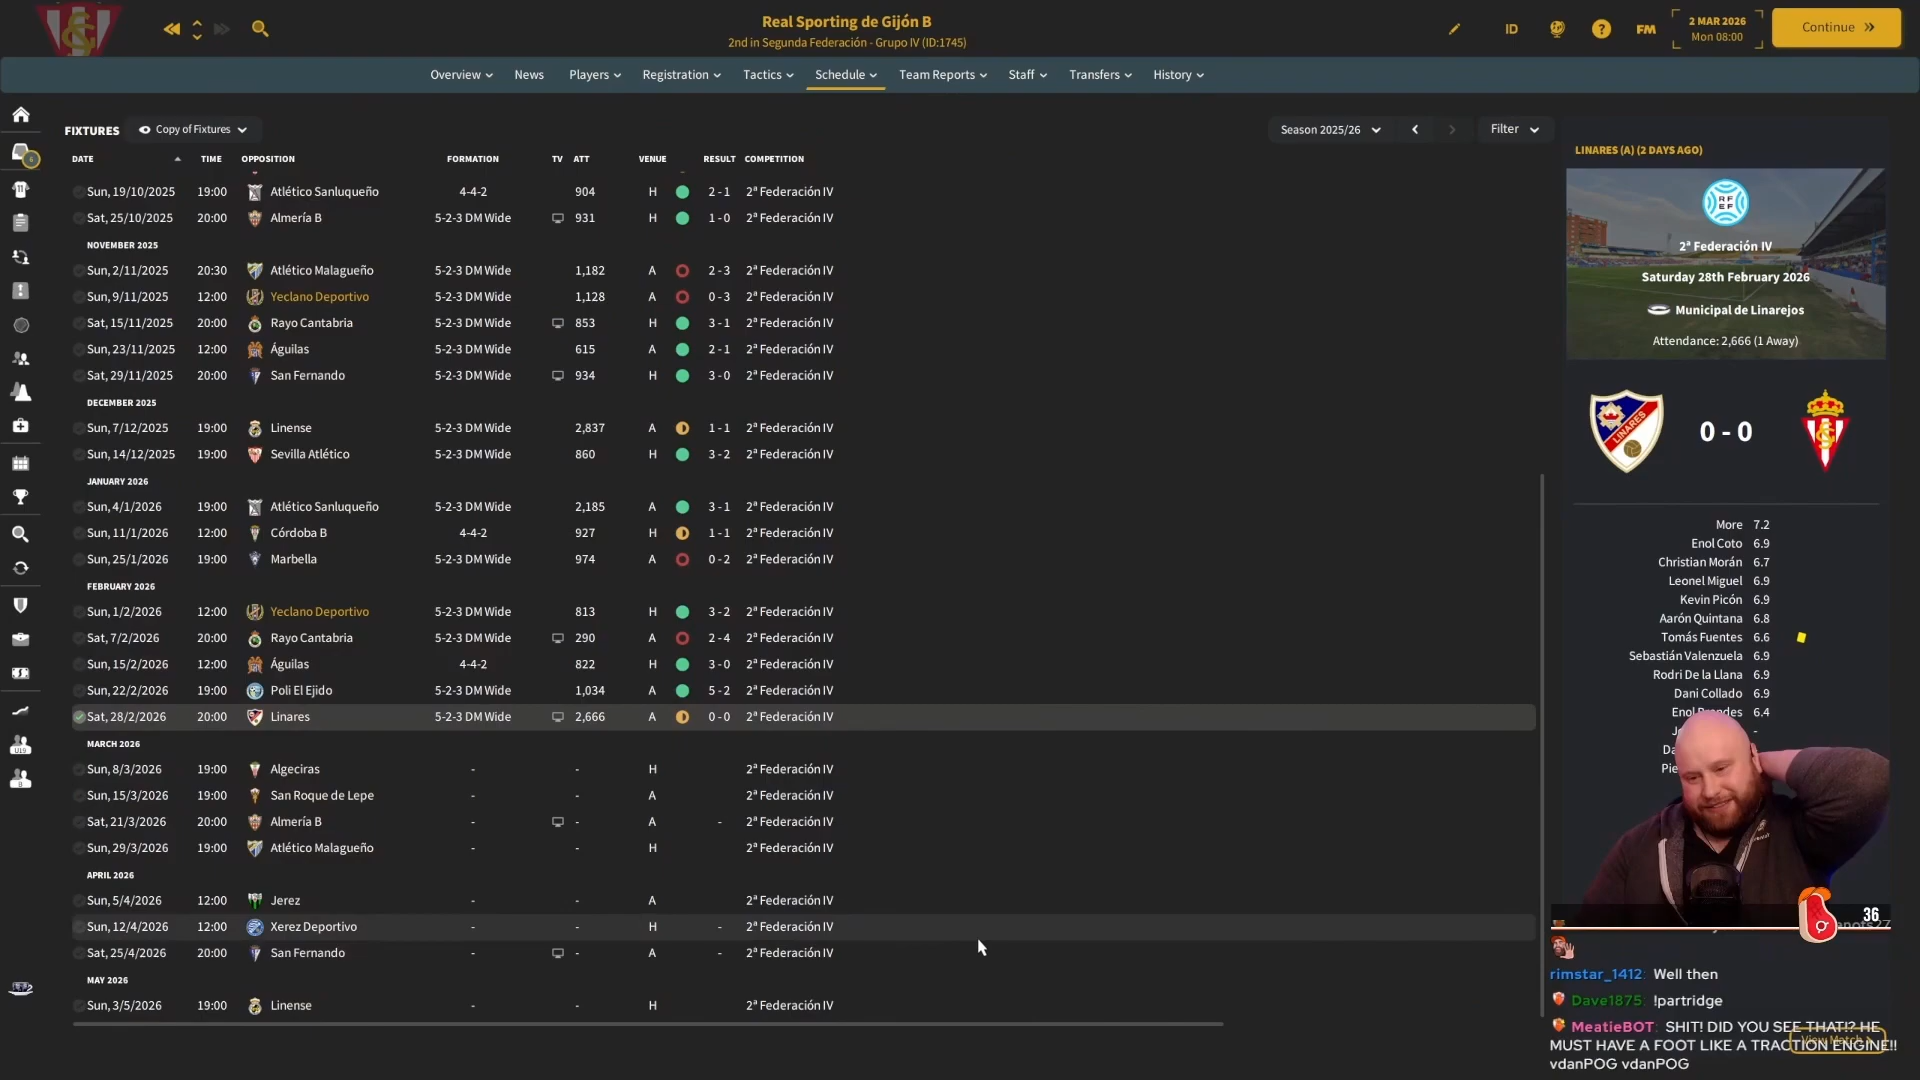 Real Sporting de Gijón B
2nd in Segunda Federación - Grupo IV (ID:1745)
ID
?
FM
2 MAR 2026
Mon 08:00
Continue
Overview
News
Players
Registration
Tactics
Schedule
Team Reports
Staff
Transfers
History
FIXTURES
Copy of Fixtures
Season 2025/26
Filter
DATE TIME OPPOSITION FORMATION TV ATT VENUE RESULT COMPETITION
Sun, 19/10/2025 19:00 Atlético Sanluqueño 4-4-2 904 H 2 - 1 2ª Federación IV
Sat, 25/10/2025 20:00 Almería B 5-2-3 DM Wide 931 H 1 - 0 2ª Federación IV
NOVEMBER 2025
Sun, 2/11/2025 20:30 Atlético Malagueño 5-2-3 DM Wide 1,182 A 2 - 3 2ª Federación IV
Sun, 9/11/2025 12:00 Yeclano Deportivo 5-2-3 DM Wide 1,128 A 0 - 3 2ª Federación IV
Sat, 15/11/2025 20:00 Rayo Cantabria 5-2-3 DM Wide 853 H 3 - 1 2ª Federación IV
Sun, 23/11/2025 12:00 Águilas 5-2-3 DM Wide 615 A 2 - 1 2ª Federación IV
Sat, 29/11/2025 20:00 San Fernando 5-2-3 DM Wide 934 H 3 - 0 2ª Federación IV
DECEMBER 2025
Sun, 7/12/2025 19:00 Linense 5-2-3 DM Wide 2,837 A 1 - 1 2ª Federación IV
Sun, 14/12/2025 19:00 Sevilla Atlético 5-2-3 DM Wide 860 H 3 - 2 2ª Federación IV
JANUARY 2026
Sun, 4/1/2026 19:00 Atlético Sanluqueño 5-2-3 DM Wide 2,185 A 3 - 1 2ª Federación IV
Sun, 11/1/2026 12:00 Córdoba B 4-4-2 927 H 1 - 1 2ª Federación IV
Sun, 25/1/2026 19:00 Marbella 5-2-3 DM Wide 974 A 0 - 2 2ª Federación IV
FEBRUARY 2026
Sun, 1/2/2026 12:00 Yeclano Deportivo 5-2-3 DM Wide 813 H 3 - 2 2ª Federación IV
Sat, 7/2/2026 20:00 Rayo Cantabria 5-2-3 DM Wide 290 A 2 - 4 2ª Federación IV
Sun, 15/2/2026 12:00 Águilas 4-4-2 822 H 3 - 0 2ª Federación IV
Sun, 22/2/2026 19:00 Poli El Ejido 5-2-3 DM Wide 1,034 A 5 - 2 2ª Federación IV
Sat, 28/2/2026 20:00 Linares 5-2-3 DM Wide 2,666 A 0 - 0 2ª Federación IV
MARCH 2026
Sun, 8/3/2026 19:00 Algeciras - - H 2ª Federación IV
Sun, 15/3/2026 19:00 San Roque de Lepe - - A 2ª Federación IV
Sat, 21/3/2026 20:00 Almería B - - A - 2ª Federación IV
Sun, 29/3/2026 19:00 Atlético Malagueño - - H 2ª Federación IV
APRIL 2026
Sun, 5/4/2026 12:00 Jerez - - A 2ª Federación IV
Sun, 12/4/2026 12:00 Xerez Deportivo - - H - 2ª Federación IV
Sat, 25/4/2026 20:00 San Fernando - - A - 2ª Federación IV
MAY 2026
Sun, 3/5/2026 19:00 Linense - - H 2ª Federación IV
LINARES (A) (2 DAYS AGO)
RF
EF
2ª Federación IV
Saturday 28th February 2026
Municipal de Linarejos
Attendance: 2,666 (1 Away)
LINARES
0 - 0
More 7.2
Enol Coto 6.9
Christian Morán 6.7
Leonel Miguel 6.9
Kevin Picón 6.9
Aarón Quintana 6.8
Tomás Fuentes 6.6
Sebastián Valenzuela 6.9
Rodri De la Llana 6.9
Dani Collado 6.9
Enol 6.4
36
rimstar_1412: Well then
Dave1875: !partridge
MeatieBOT: SHIT! DID YOU SEE THAT!? HE
MUST HAVE A FOOT LIKE A TRACTION ENGINE!!
vdanPOG vdanPOG